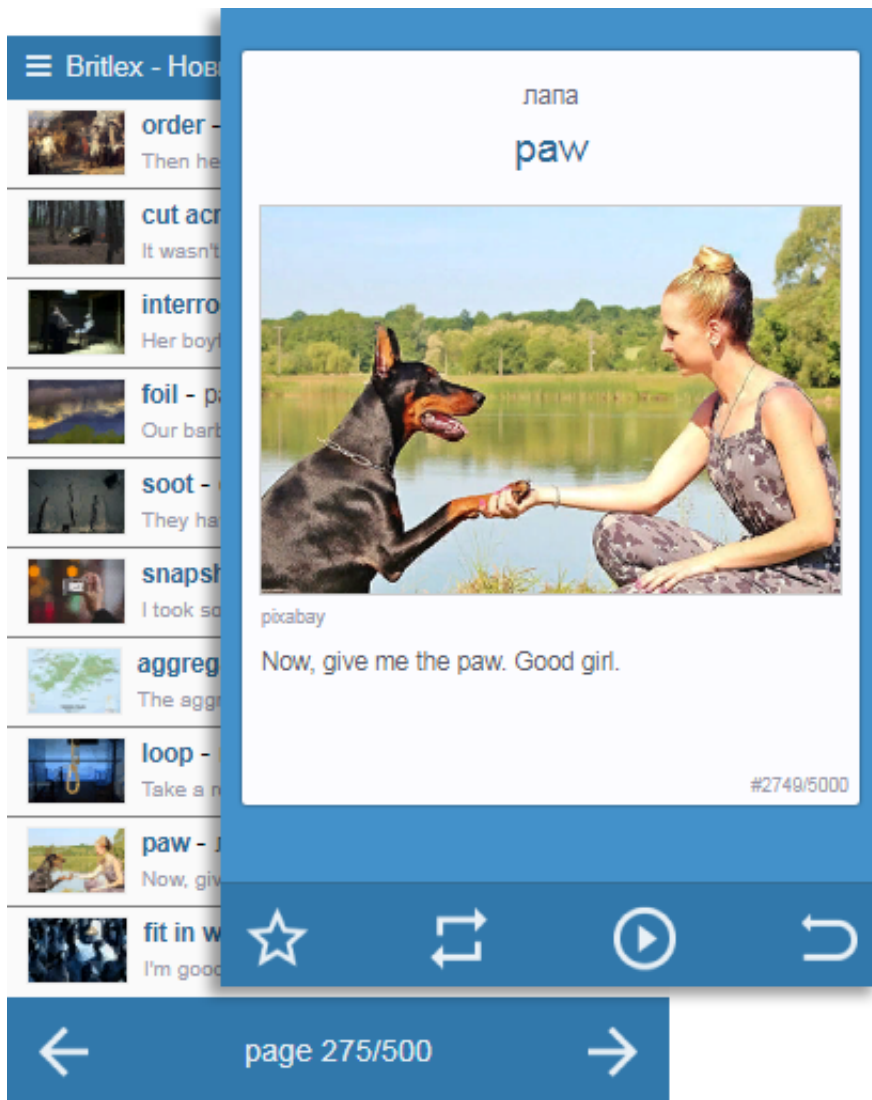 Britlex - Нов
order -
Then he
cut acr
It wasn't
interro
Her boyf
foil - р
Our barb
soot -
They ha
snapsh
I took so
aggreg
The aggr
loop -
Take a r
paw - л
Now, giv
fit in w
I'm good
page 275/500
лапа
paw
pixabay
Now, give me the paw. Good girl.
#2749/5000